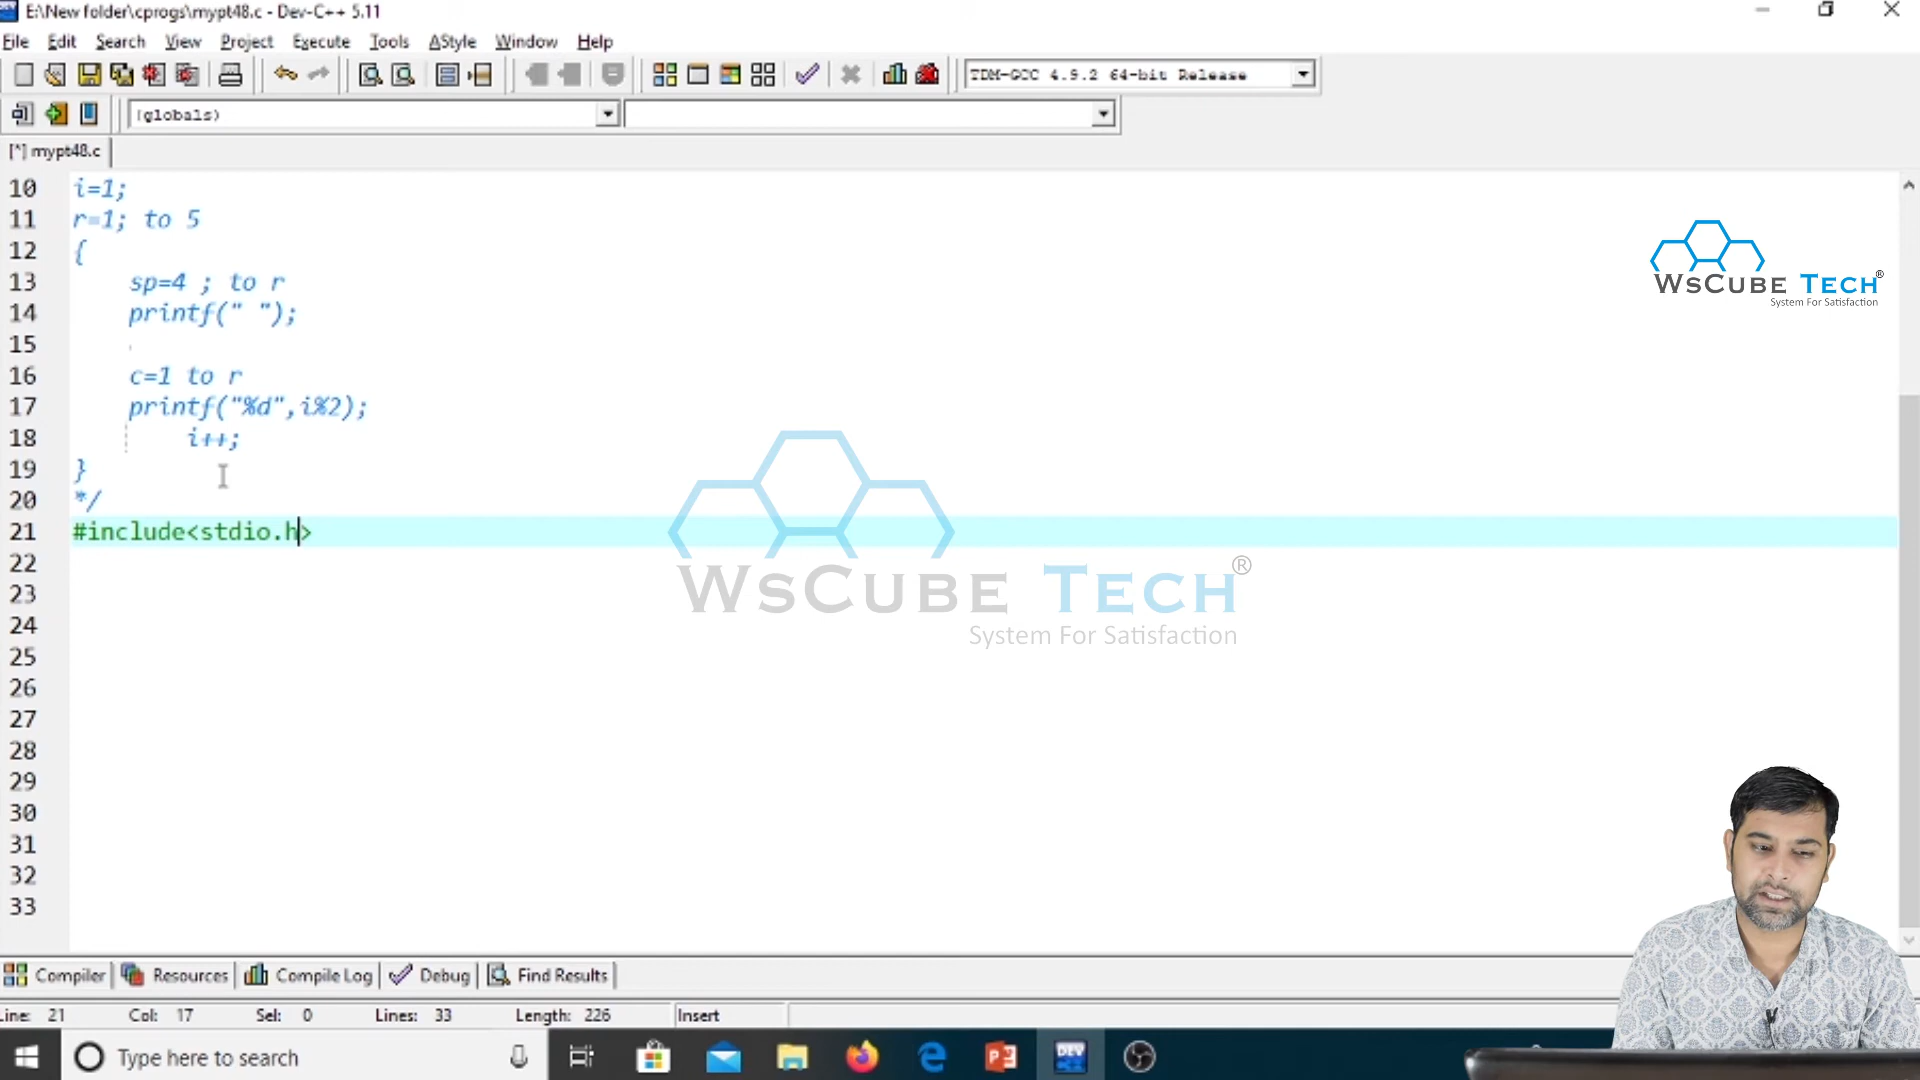 E:\New folder\cprogs\mypt48.c - Dev-C++ 5.11
File Edit Search View Project Execute Tools AStyle Window Help
TDM-GCC 4.9.2 64-bit Release
(globals)
[*] mypt48.c
10 i=1;
11 r=1; to 5
12 {
13 sp=4 ; to r
14 printf(" ");
15
16 c=1 to r
17 printf("%d",i%2);
18 i++;
19 }
20 */
21 #include<stdio.h>
22
23
24
25
26
27
28
29
30
31
32
33
WsCube Tech®
System For Satisfaction
WsCube Tech®
System For Satisfaction
Compiler Resources Compile Log Debug Find Results
Line: 21 Col: 17 Sel: 0 Lines: 33 Length: 226 Insert
Type here to search
DEV